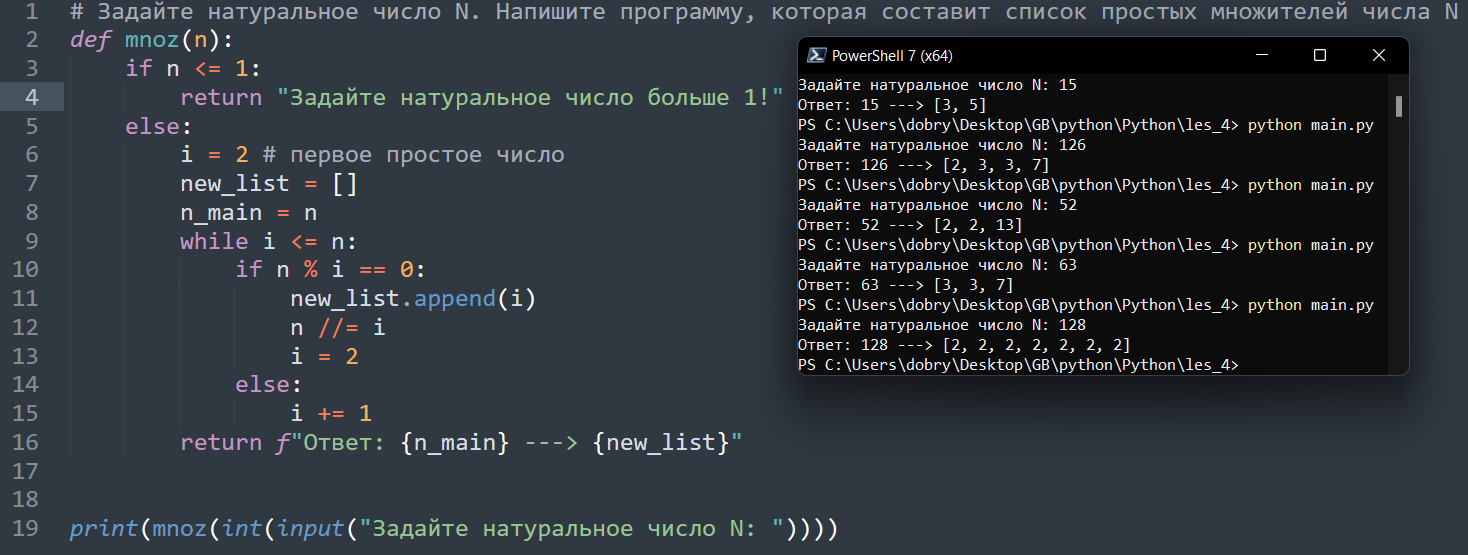 1 # Задайте натуральное число N. Напишите программу, которая составит список простых множителей числа N
2 def mnoz(n):
3     if n <= 1:
4         return "Задайте натуральное число больше 1!"
5     else:
6         i = 2 # первое простое число
7         new_list = []
8         n_main = n
9         while i <= n:
10             if n % i == 0:
11                 new_list.append(i)
12                 n //= i
13                 i = 2
14             else:
15                 i += 1
16         return f"Ответ: {n_main} ---> {new_list}"
17
18
19 print(mnoz(int(input("Задайте натуральное число N: "))))
PowerShell 7 (x64)
Задайте натуральное число N: 15
Ответ: 15 ---> [3, 5]
PS C:\Users\dobry\Desktop\GB\python\Python\les_4> python main.py
Задайте натуральное число N: 126
Ответ: 126 ---> [2, 3, 3, 7]
PS C:\Users\dobry\Desktop\GB\python\Python\les_4> python main.py
Задайте натуральное число N: 52
Ответ: 52 ---> [2, 2, 13]
PS C:\Users\dobry\Desktop\GB\python\Python\les_4> python main.py
Задайте натуральное число N: 63
Ответ: 63 ---> [3, 3, 7]
PS C:\Users\dobry\Desktop\GB\python\Python\les_4> python main.py
Задайте натуральное число N: 128
Ответ: 128 ---> [2, 2, 2, 2, 2, 2, 2]
PS C:\Users\dobry\Desktop\GB\python\Python\les_4>